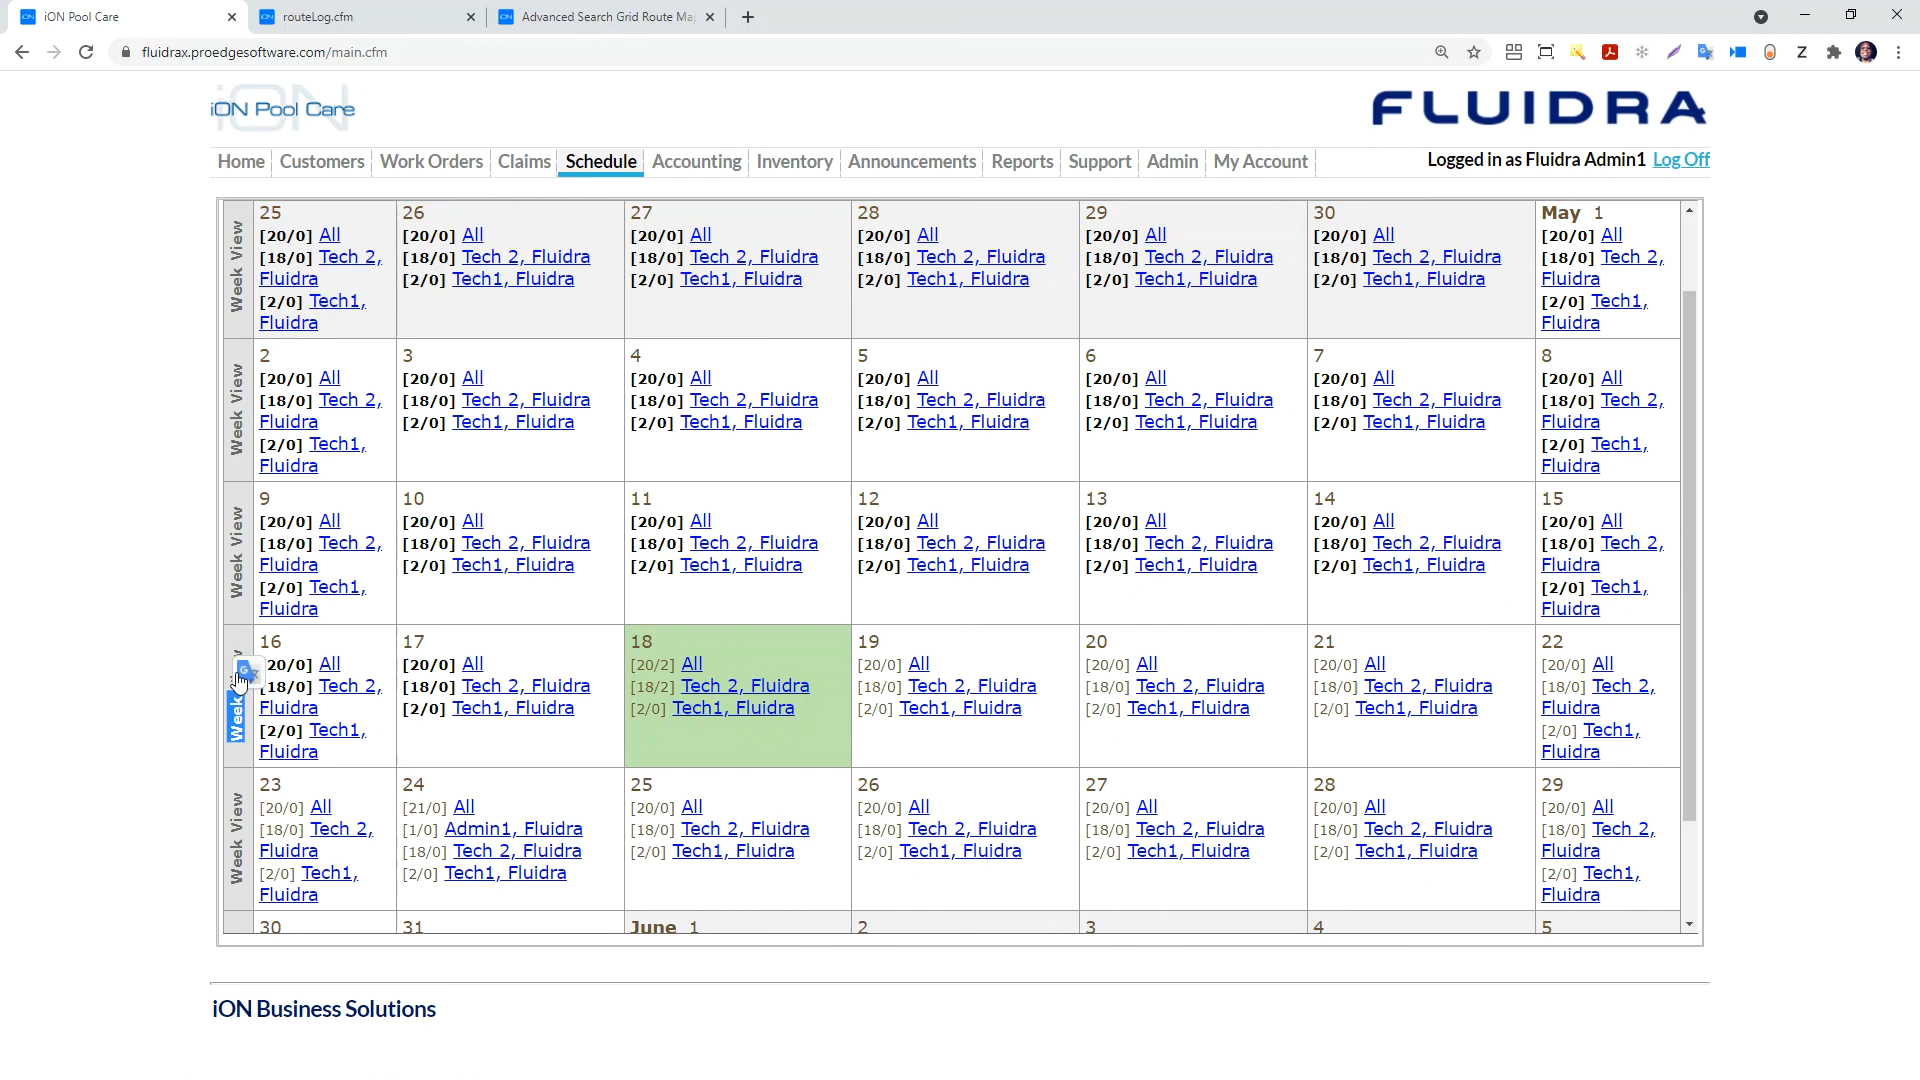 iON Pool Care
routeLog.cfm
Advanced Search Grid Route Ma
fluidrax.proedgesoftware.com/main.cfm
iON Pool Care
FLUIDRA
Home Customers Work Orders Claims Schedule Accounting Inventory Announcements Reports Support Admin My Account
Logged in as Fluidra Admin1 Log Off
Week View
25
[20/0] All
[18/0] Tech 2,
Fluidra
[2/0] Tech1,
Fluidra
26
[20/0] All
[18/0] Tech 2, Fluidra
[2/0] Tech1, Fluidra
27
[20/0] All
[18/0] Tech 2, Fluidra
[2/0] Tech1, Fluidra
28
[20/0] All
[18/0] Tech 2, Fluidra
[2/0] Tech1, Fluidra
29
[20/0] All
[18/0] Tech 2, Fluidra
[2/0] Tech1, Fluidra
30
[20/0] All
[18/0] Tech 2, Fluidra
[2/0] Tech1, Fluidra
May 1
[20/0] All
[18/0] Tech 2,
Fluidra
[2/0] Tech1,
Fluidra
Week View
2
[20/0] All
[18/0] Tech 2,
Fluidra
[2/0] Tech1,
Fluidra
3
[20/0] All
[18/0] Tech 2, Fluidra
[2/0] Tech1, Fluidra
4
[20/0] All
[18/0] Tech 2, Fluidra
[2/0] Tech1, Fluidra
5
[20/0] All
[18/0] Tech 2, Fluidra
[2/0] Tech1, Fluidra
6
[20/0] All
[18/0] Tech 2, Fluidra
[2/0] Tech1, Fluidra
7
[20/0] All
[18/0] Tech 2, Fluidra
[2/0] Tech1, Fluidra
8
[20/0] All
[18/0] Tech 2,
Fluidra
[2/0] Tech1,
Fluidra
Week View
9
[20/0] All
[18/0] Tech 2,
Fluidra
[2/0] Tech1,
Fluidra
10
[20/0] All
[18/0] Tech 2, Fluidra
[2/0] Tech1, Fluidra
11
[20/0] All
[18/0] Tech 2, Fluidra
[2/0] Tech1, Fluidra
12
[20/0] All
[18/0] Tech 2, Fluidra
[2/0] Tech1, Fluidra
13
[20/0] All
[18/0] Tech 2, Fluidra
[2/0] Tech1, Fluidra
14
[20/0] All
[18/0] Tech 2, Fluidra
[2/0] Tech1, Fluidra
15
[20/0] All
[18/0] Tech 2,
Fluidra
[2/0] Tech1,
Fluidra
Week
16
20/0] All
[18/0] Tech 2,
Fluidra
[2/0] Tech1,
Fluidra
17
[20/0] All
[18/0] Tech 2, Fluidra
[2/0] Tech1, Fluidra
18
[20/2] All
[18/2] Tech 2, Fluidra
[2/0] Tech1, Fluidra
19
[20/0] All
[18/0] Tech 2, Fluidra
[2/0] Tech1, Fluidra
20
[20/0] All
[18/0] Tech 2, Fluidra
[2/0] Tech1, Fluidra
21
[20/0] All
[18/0] Tech 2, Fluidra
[2/0] Tech1, Fluidra
22
[20/0] All
[18/0] Tech 2,
Fluidra
[2/0] Tech1,
Fluidra
Week View
23
[20/0] All
[18/0] Tech 2,
Fluidra
[2/0] Tech1,
Fluidra
24
[21/0] All
[1/0] Admin1, Fluidra
[18/0] Tech 2, Fluidra
[2/0] Tech1, Fluidra
25
[20/0] All
[18/0] Tech 2, Fluidra
[2/0] Tech1, Fluidra
26
[20/0] All
[18/0] Tech 2, Fluidra
[2/0] Tech1, Fluidra
27
[20/0] All
[18/0] Tech 2, Fluidra
[2/0] Tech1, Fluidra
28
[20/0] All
[18/0] Tech 2, Fluidra
[2/0] Tech1, Fluidra
29
[20/0] All
[18/0] Tech 2,
Fluidra
[2/0] Tech1,
Fluidra
30
31
June 1
2
3
4
5
iON Business Solutions